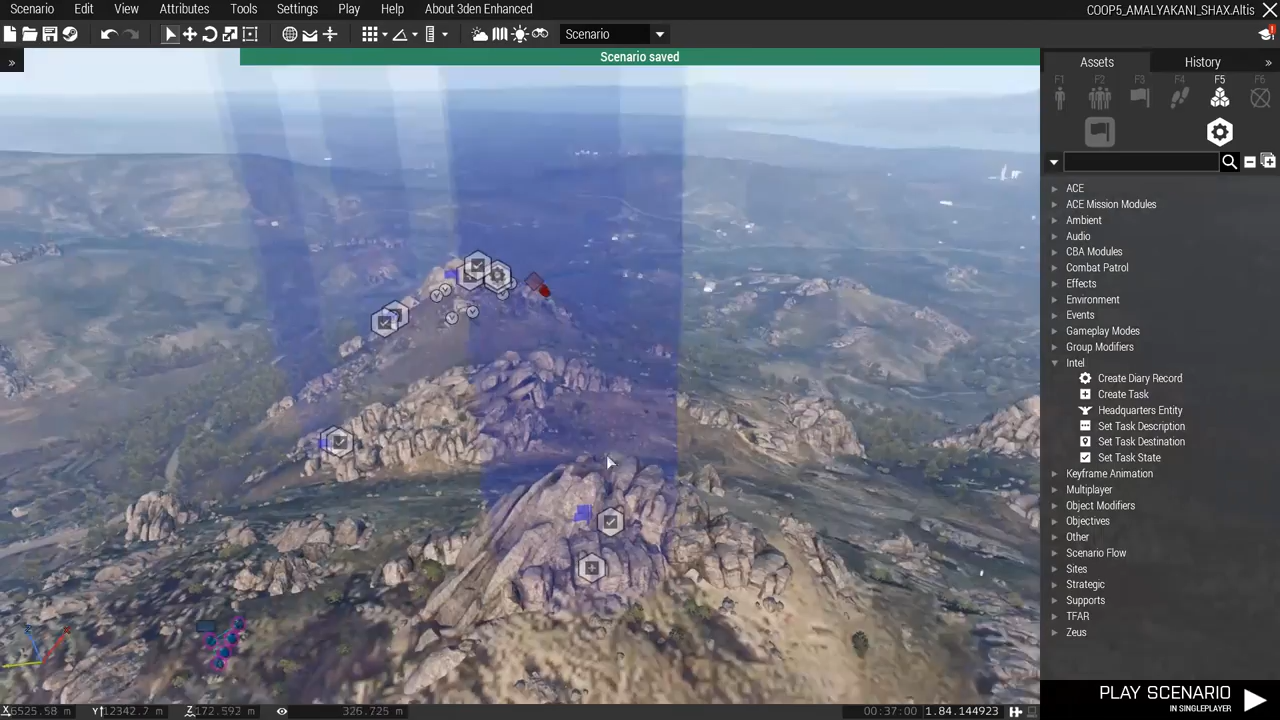 Scenario Edit View Attributes Tools Settings Play Help About 3den Enhanced COOP5_AMALYAKANI_SHAX.Altis
Scenario
Scenario saved
Assets History
F1 F2 F3 F4 F5 F6
ACE
ACE Mission Modules
Ambient
Audio
CBA Modules
Combat Patrol
Effects
Environment
Events
Gameplay Modes
Group Modifiers
Intel
Create Diary Record
Create Task
Headquarters Entity
Set Task Description
Set Task Destination
Set Task State
Keyframe Animation
Multiplayer
Object Modifiers
Objectives
Other
Scenario Flow
Sites
Strategic
Supports
TFAR
Zeus
PLAY SCENARIO
IN SINGLEPLAYER
X 6525.58 m Y 12342.7 m Z 172.592 m 326.725 m 00:37:00 1.84.144923